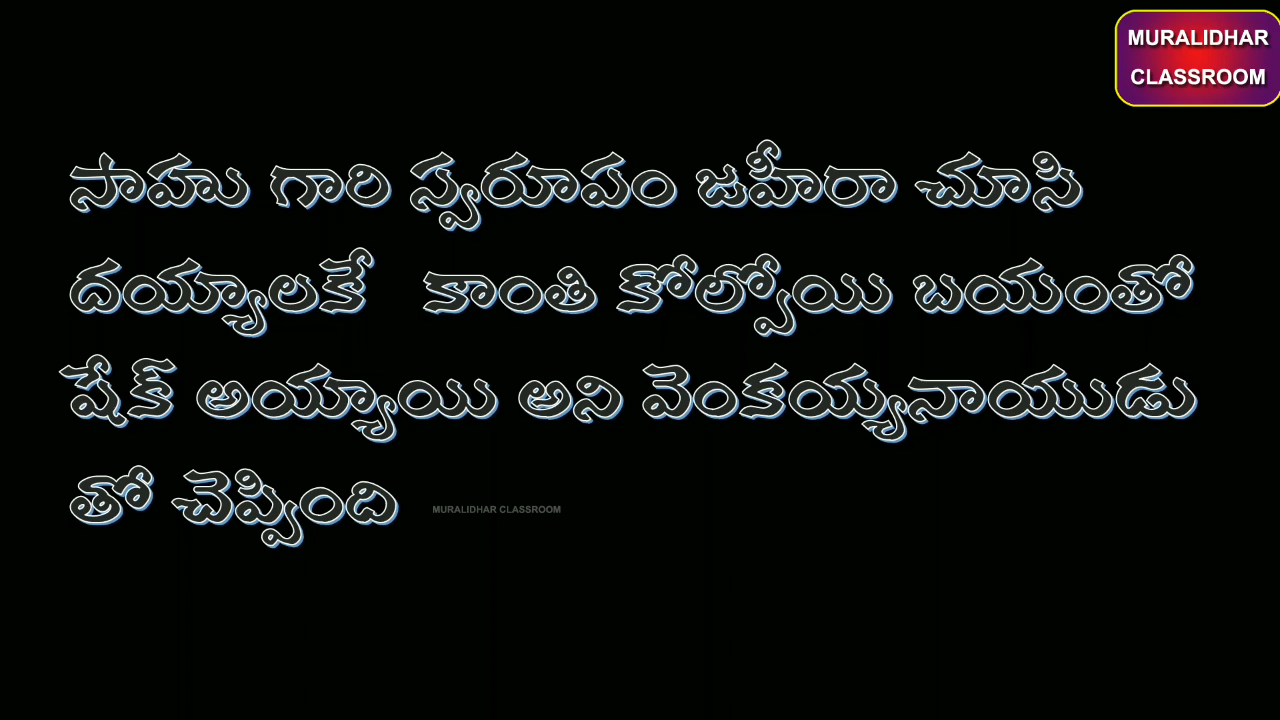 MURALIDHAR
CLASSROOM
సాహు గారి స్వరూపం జహీరా చూసి
దయ్యాలకే కాంతి కోల్వోయి బయంతో
షేక్ అయ్యాయి అని వెంకయ్యనాయుడు
తో చెప్పింది MURALIDHAR CLASSROOM